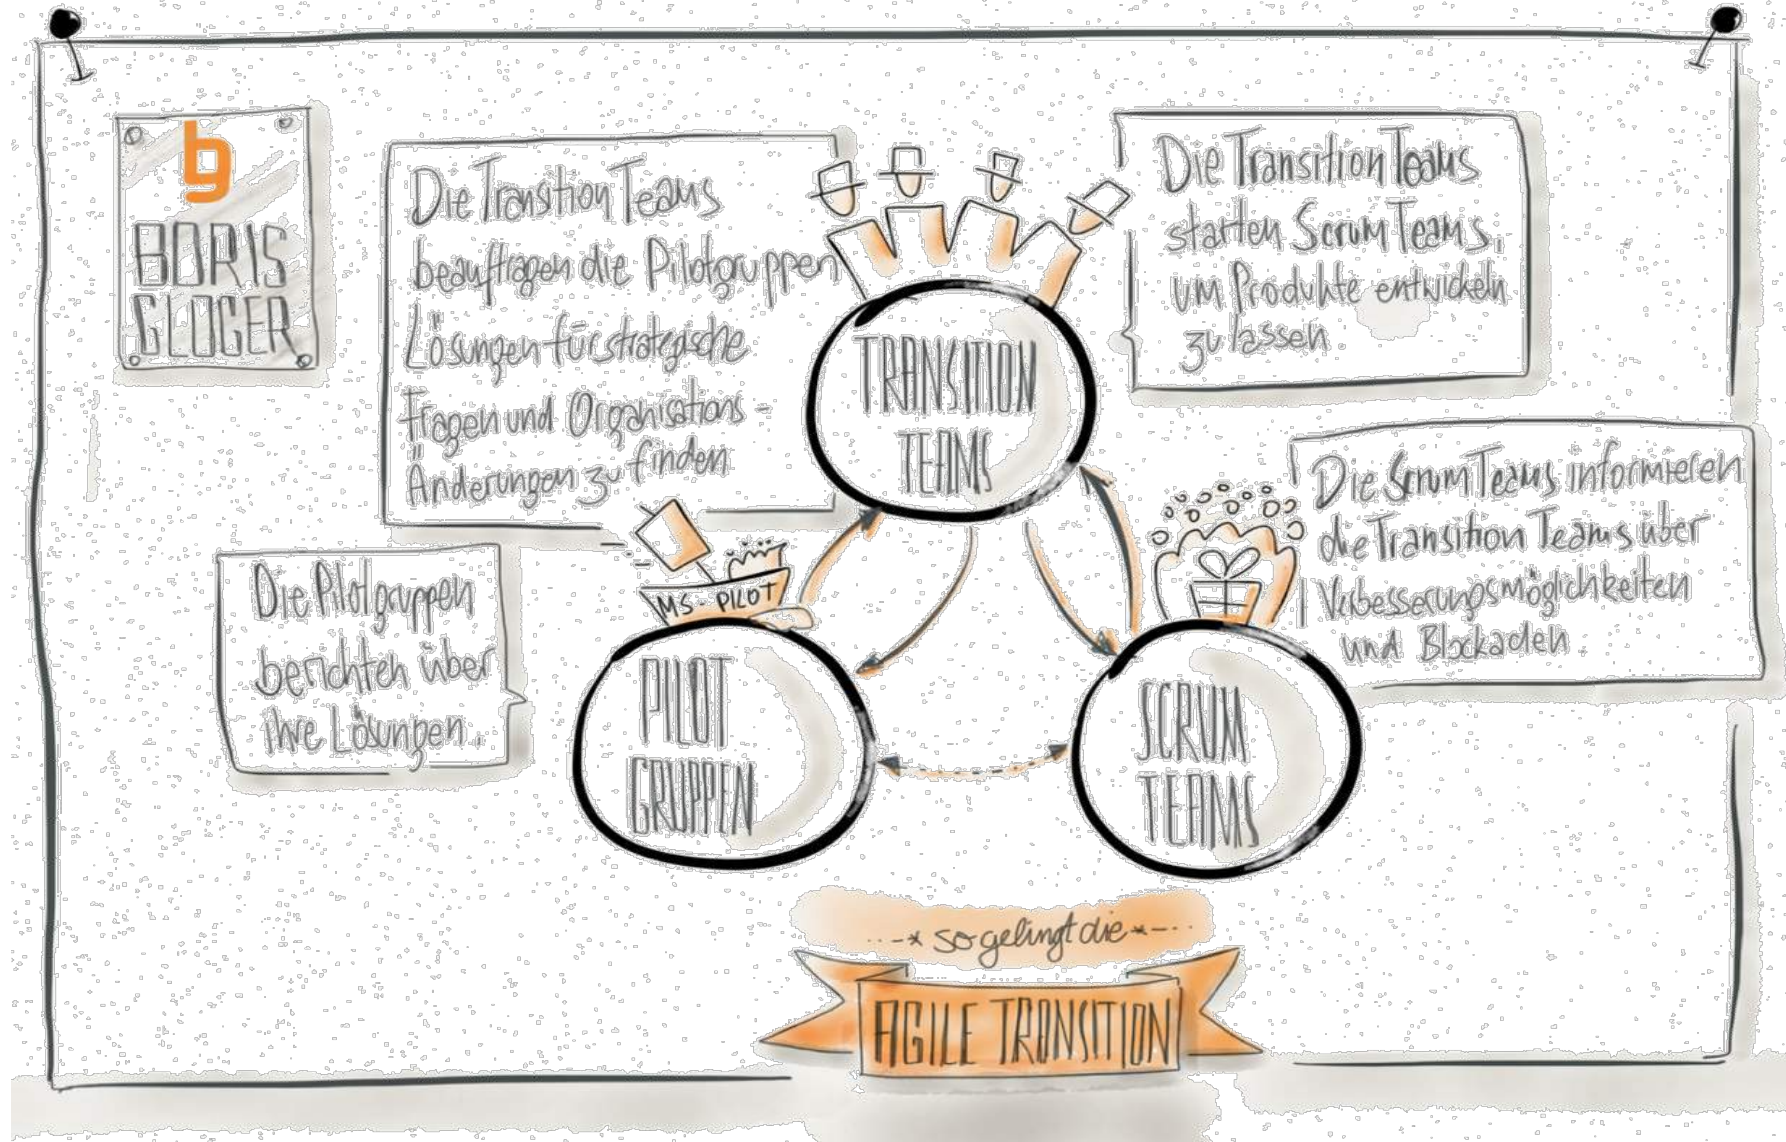 b
BORIS
GLOGER
Die Transition Teams
beauftragen die Pilotgruppen
Lösungen für strategische
Fragen und Organisations-
Änderungen zu finden
Die Transition Teams
starten Scrum Teams,
um Produkte entwickeln
zu lassen
TRANSITION
TEAMS
Die Scrum Teams informieren
die Transition Teams über
Verbesserungsmöglichkeiten
und Blockaden
Die Pilotgruppen
berichten über
ihre Lösungen.
MS-PILOT
PILOT
GRUPPEN
SCRUM
TEAMS
so gelingt die
AGILE TRANSITION